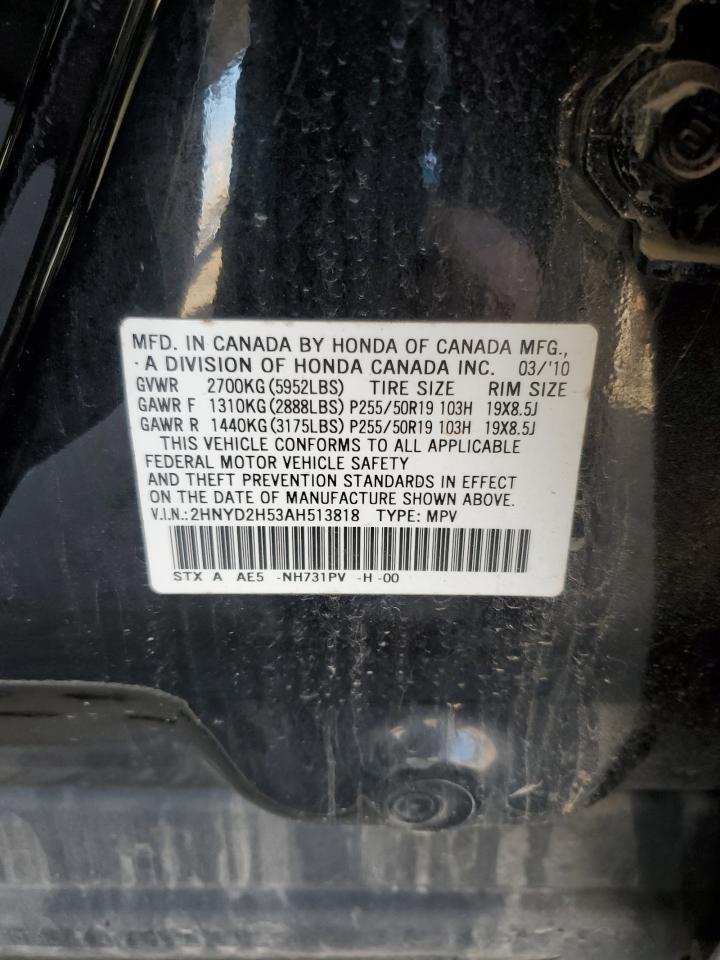 MFD. IN CANADA BY HONDA OF CANADA MFG.,
A DIVISION OF HONDA CANADA INC. 03/'10
GVWR 2700KG(5952LBS) TIRE SIZE RIM SIZE
GAWR F 1310KG(2888LBS) P255/50R19 103H 19X8.5J
GAWR R 1440KG(3175LBS) P255/50R19 103H 19X8.5J
THIS VEHICLE CONFORMS TO ALL APPLICABLE
FEDERAL MOTOR VEHICLE SAFETY
AND THEFT PREVENTION STANDARDS IN EFFECT
ON THE DATE OF MANUFACTURE SHOWN ABOVE.
V.I.N.:2HNYD2H53AH513818 TYPE: MPV
STX A AE5 -NH731PV -H -00